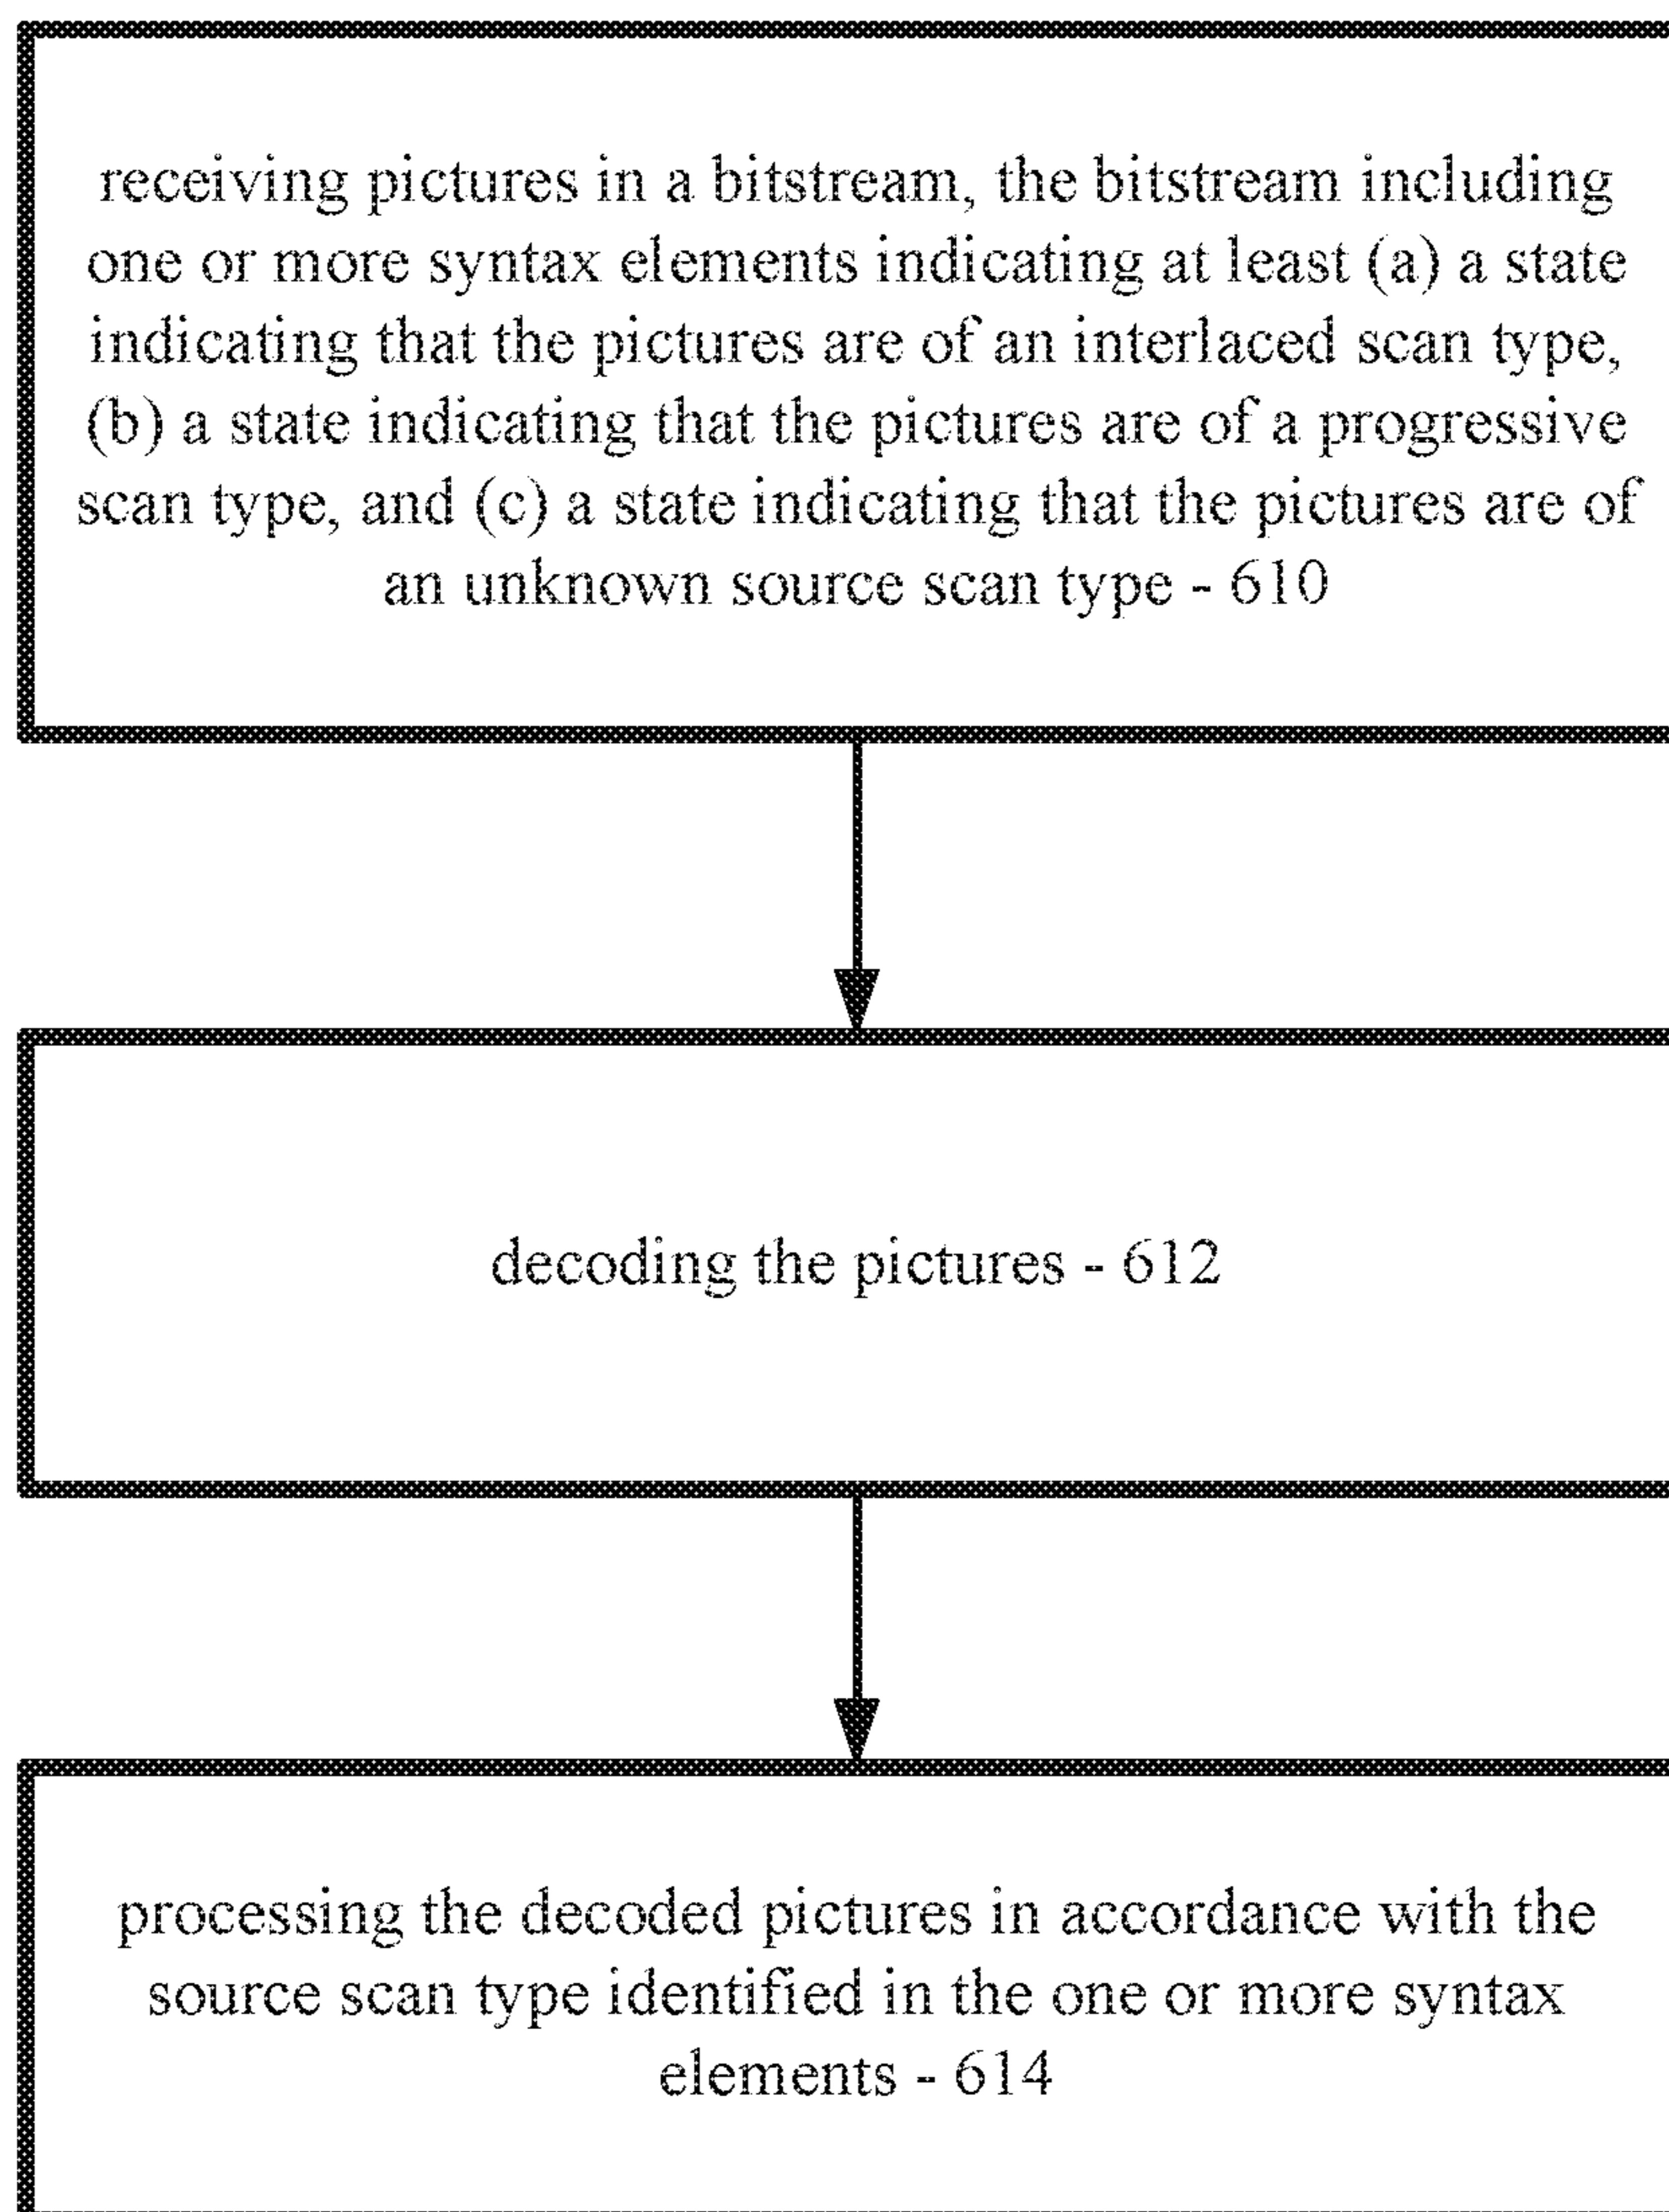 receiving pictures in a bitstream, the bitstream including
one or more syntax elements indicating at least (a) a state
indicating that the pictures are of an interlaced scan type,
(b) a state indicating that the pictures are of a progressive
scan type, and (c) a state indicating that the pictures are of
an unknown source scan type - 610
decoding the pictures - 612
processing the decoded pictures in accordance with the
source scan type identified in the one or more syntax
elements - 614